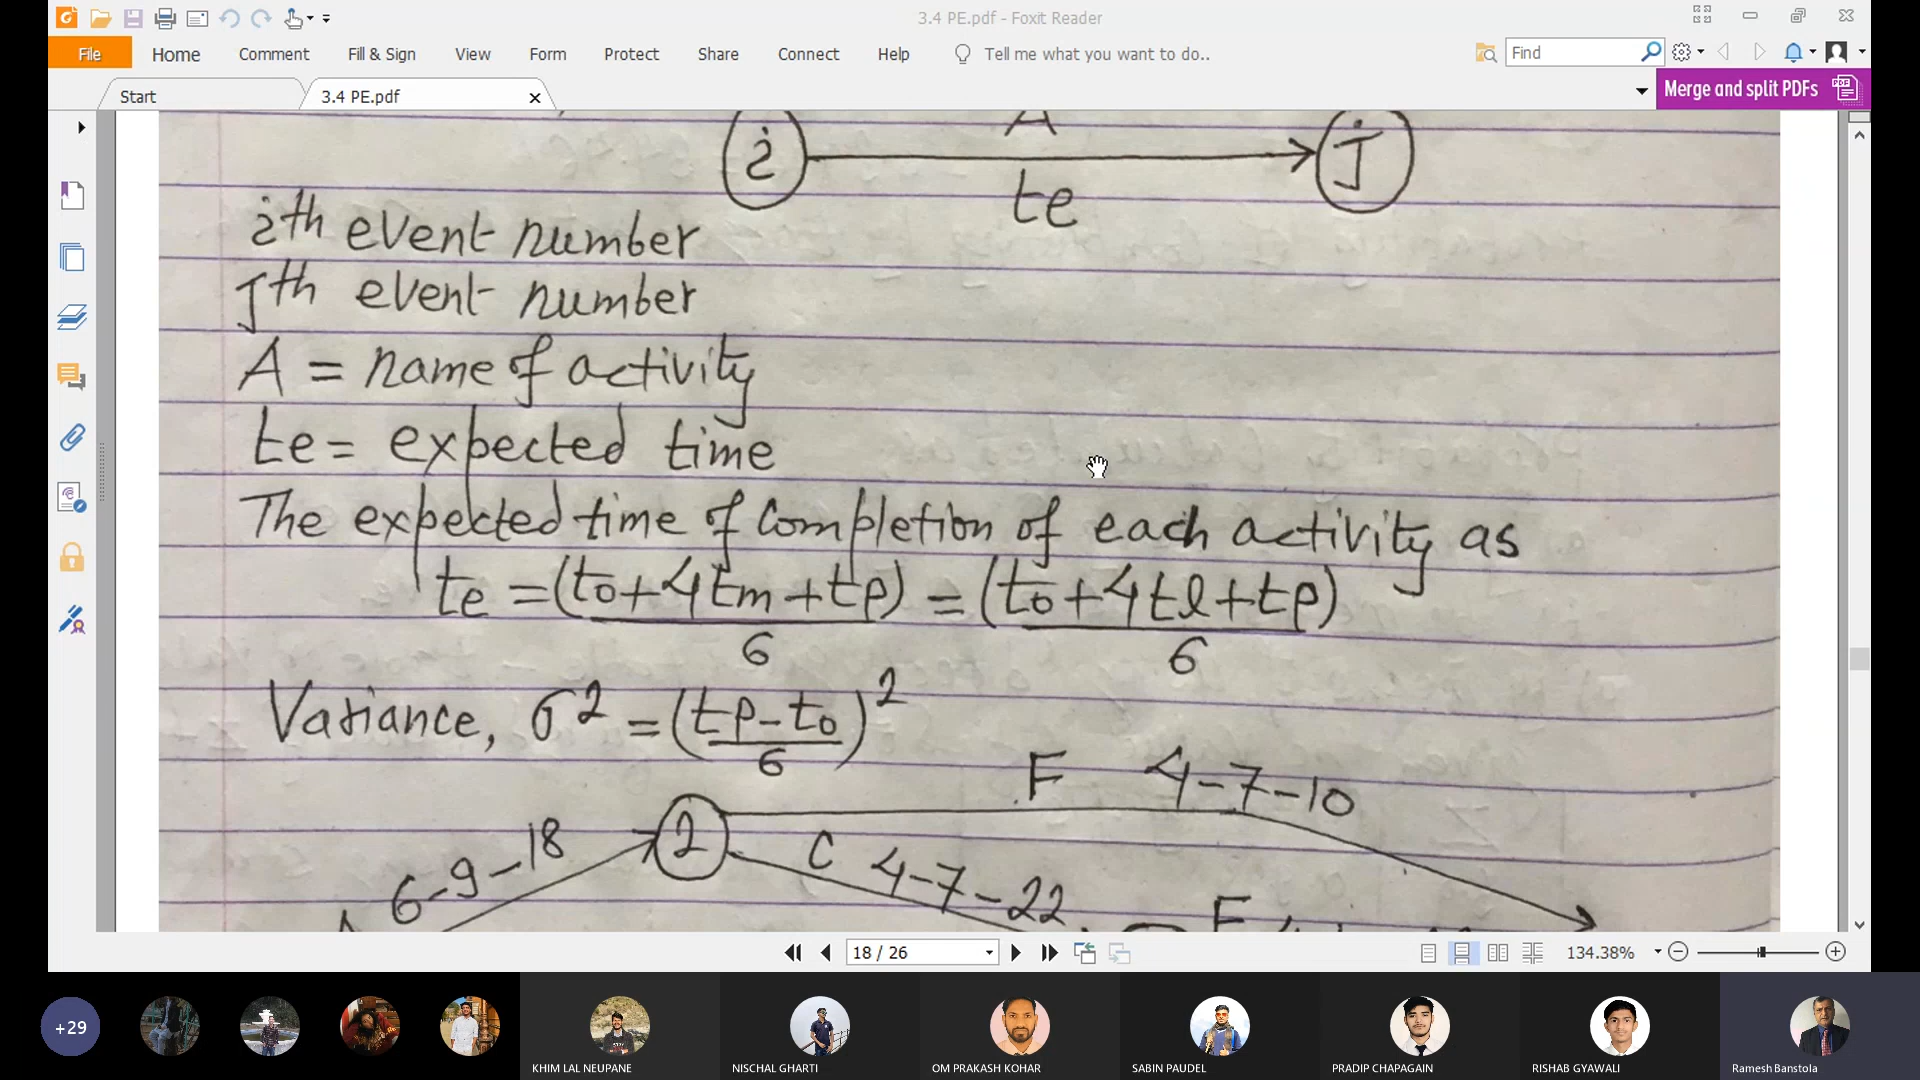 3.4 PE.pdf - Foxit Reader
File Home Comment Fill & Sign View Form Protect Share Connect Help Tell me what you want to do.. Find
Start 3.4 PE.pdf
Merge and split PDFs
A
i j
te
ith event number
jth event number
A = name of activity
te = expected time
The expected time of completion of each activity as
te = (to+4tm+tp)/6 = (to+4tl+tp)/6
Variance, σ² = (tp-to/6)²
F 4-7-10
2
6-9-18
C 4-7-22
18 / 26
134.38%
+29
KHIM LAL NEUPANE
NISCHAL GHARTI
OM PRAKASH KOHAR
SABIN PAUDEL
PRADIP CHAPAGAIN
RISHAB GYAWALI
Ramesh Banstola